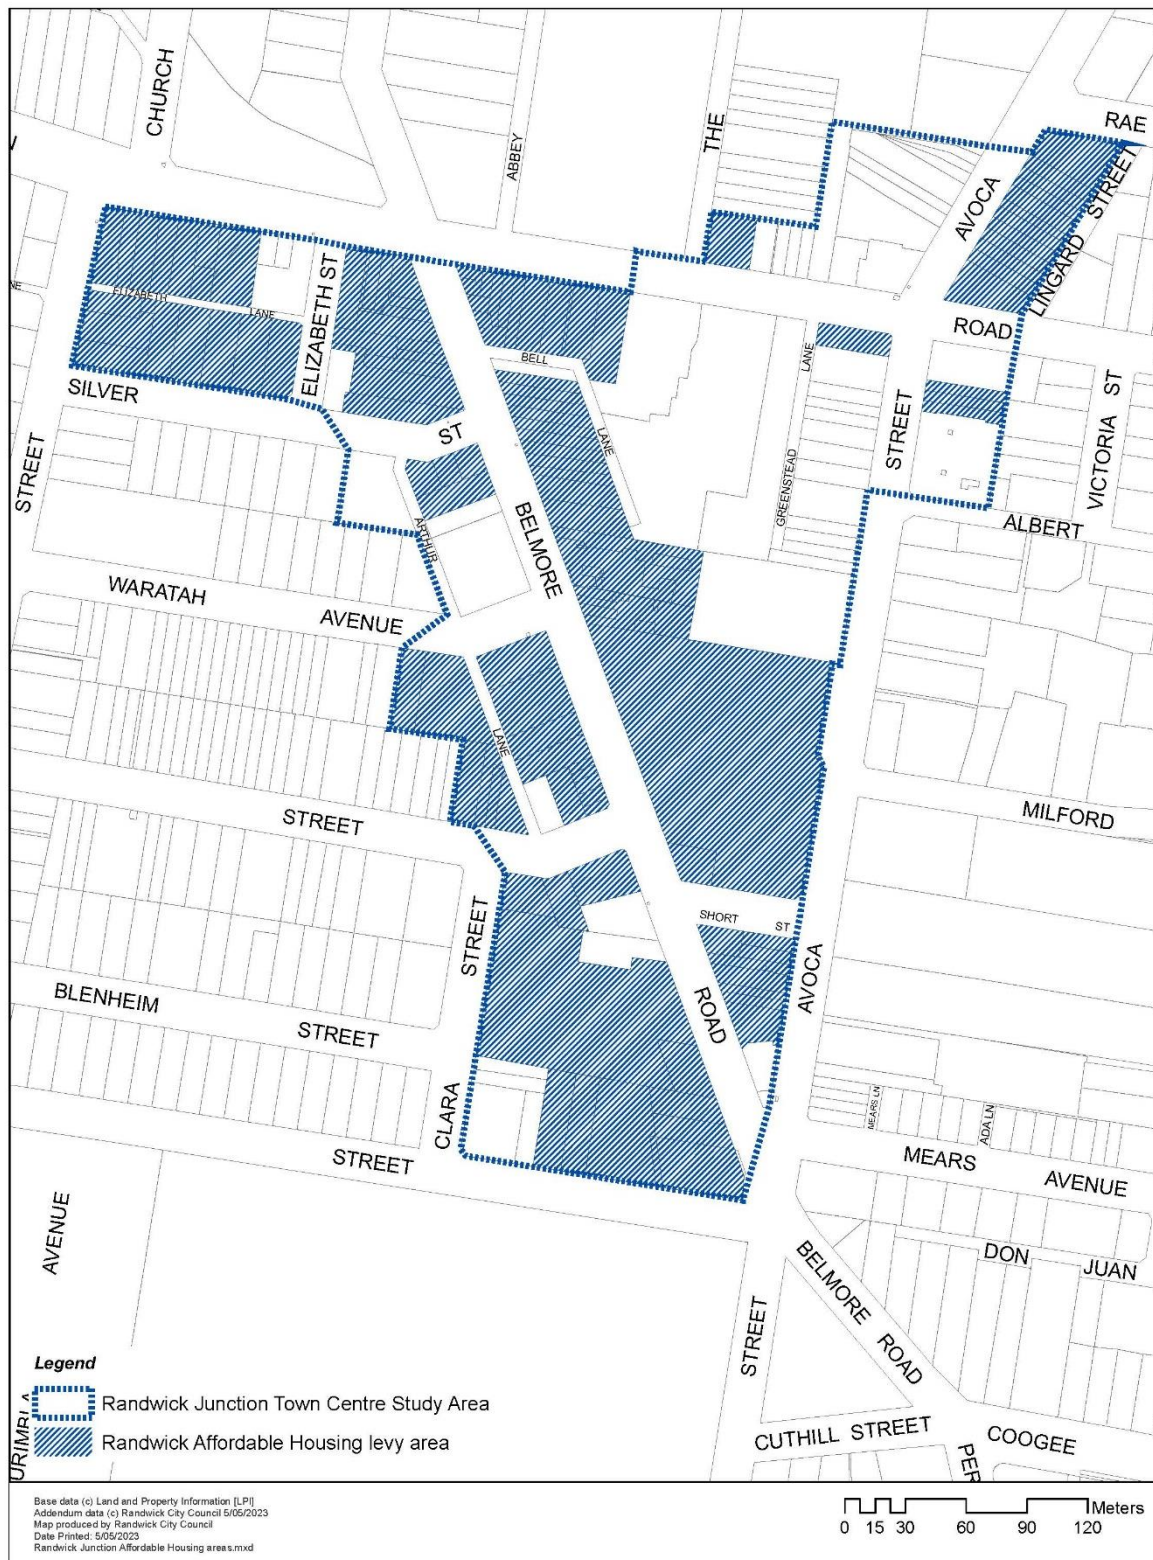 CHURCH
ABBEY
THE
RAE
AVOCA
LINGARD STREET
ELIZABETH
LANE
ELIZABETH ST
ROAD
BELL
LANE
LANE
SILVER
ST
STREET
STREET
VICTORIA ST
GREENSTEAD
ARTHUR
BELMORE
ALBERT
WARATAH
AVENUE
LANE
STREET
MILFORD
SHORT
ST
STREET
AVOCA
BLENHEIM
STREET
ROAD
CLARA
STREET
MEARS LN
ADA LN
MEARS
AVENUE
AVENUE
DON
JUAN
BELMORE
ROAD
STREET
CUTHILL STREET
COOGEE
PER
Legend
Randwick Junction Town Centre Study Area
Randwick Affordable Housing levy area
Base data (c) Land and Property Information [LPI]
Addendum data (c) Randwick City Council 5/05/2023
Map produced by Randwick City Council
Date Printed: 5/05/2023
Randwick Junction Affordable Housing areas.mxd
Meters
0 15 30 60 90 120